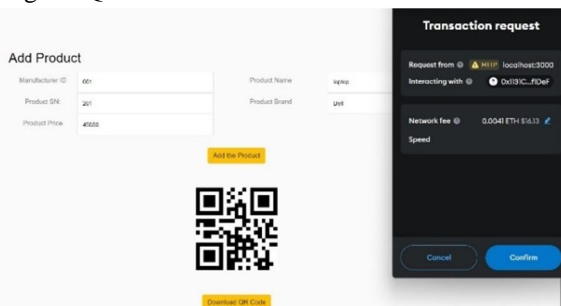 Transaction request
Add Product
Request from HTTP localhost:3000
Manufacturer ID 001 Product Name laptop
Interacting with
Product SN: 201 Product Brand Dell
Product Price
Network fee 0.0041 ETH $16.13
Speed
Add the Product
Cancel Confirm
Download QR Code